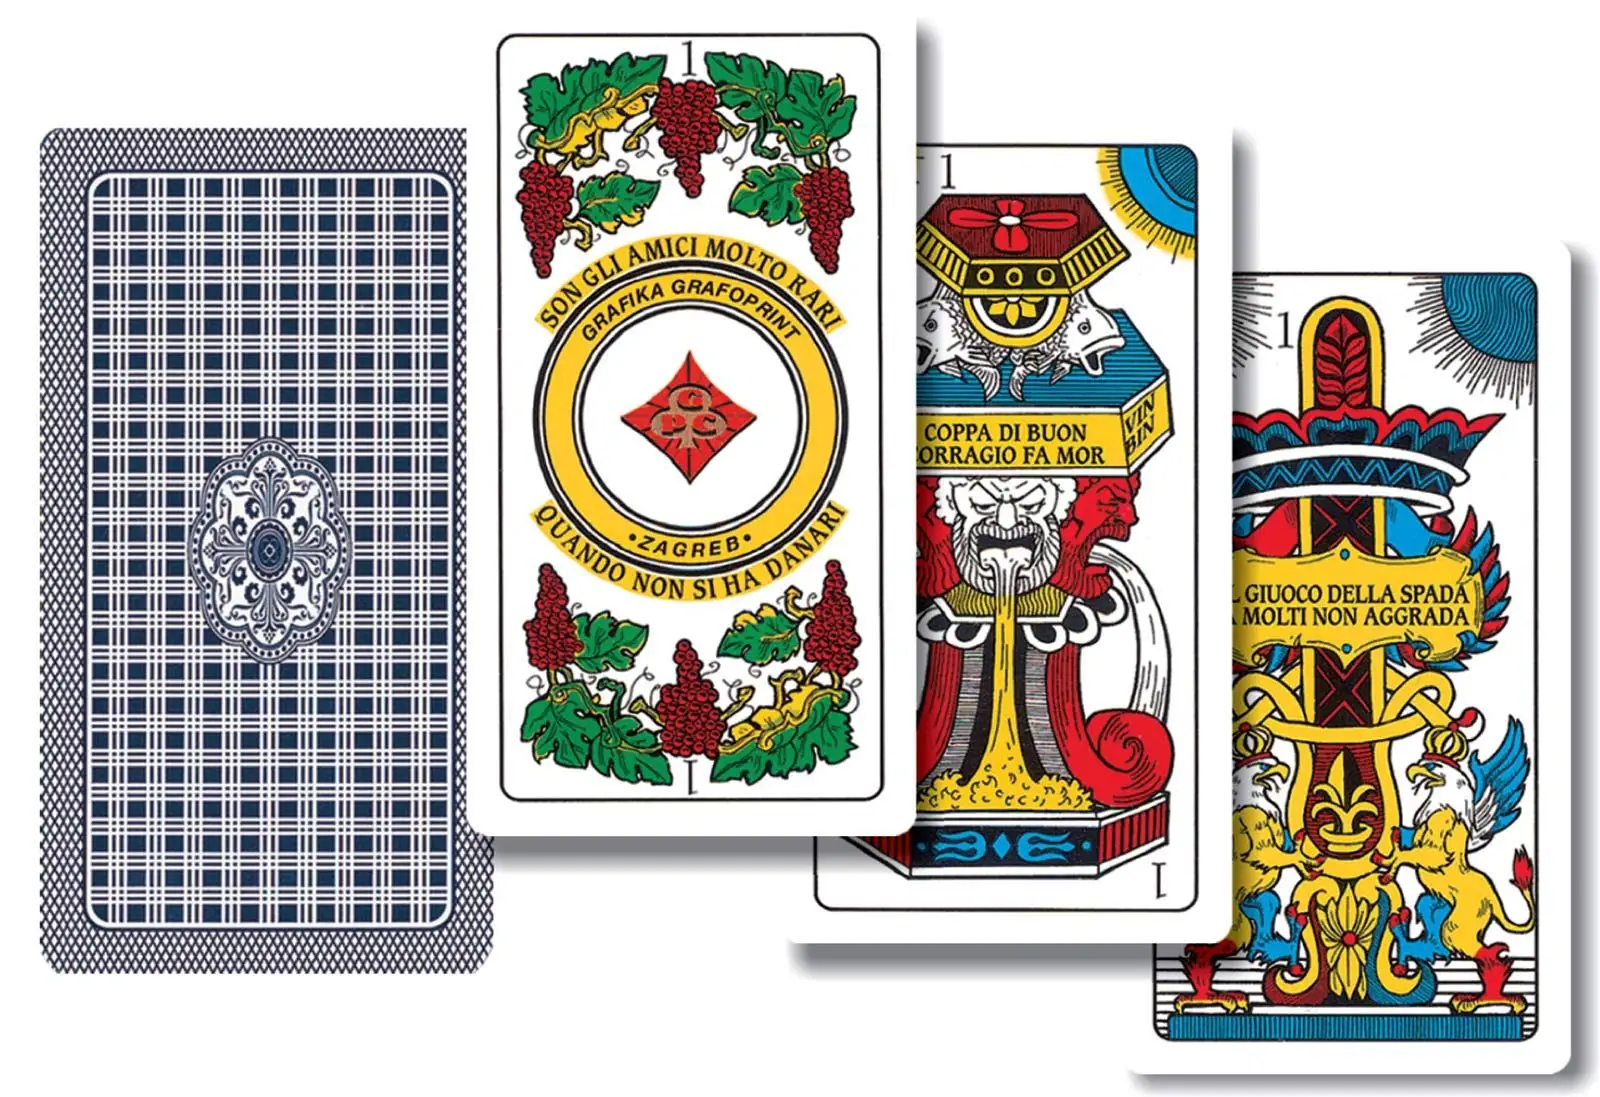 1
SON GLI AMICI MOLTO RARI
GRAFIKA GRAFOPRINT
•ZAGREB•
QUANDO NON SI HA DANARI
1
1
VIN
BIN
COPPA DI BUON
ORRAGIO FA MOR
1
1
L GIUOCO DELLA SPADA
A MOLTI NON AGGRADA